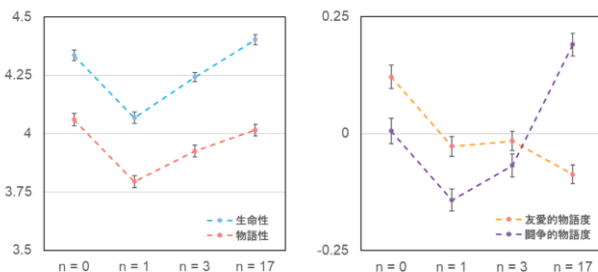 4.5
4.25
4
3.75
3.5
n = 0
n = 1
n = 3
n = 17
生命性
物語性
0.25
0
-0.25
n = 0
n = 1
n = 3
n = 17
友愛的物語度
闘争的物語度